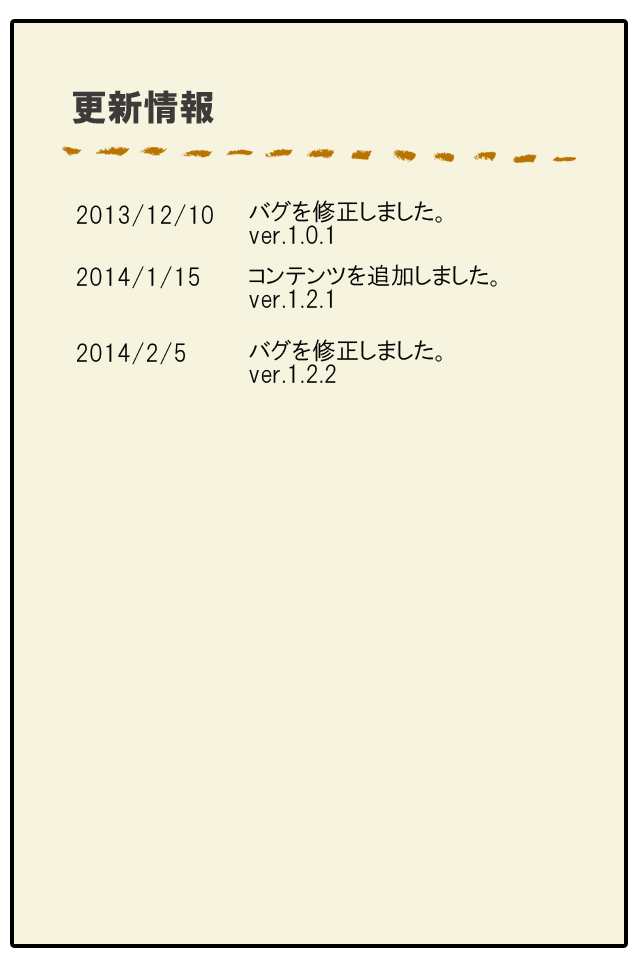 更新情報
2013/12/10 バグを修正しました。
ver.1.0.1
2014/1/15 コンテンツを追加しました。
ver.1.2.1
2014/2/5 バグを修正しました。
ver.1.2.2